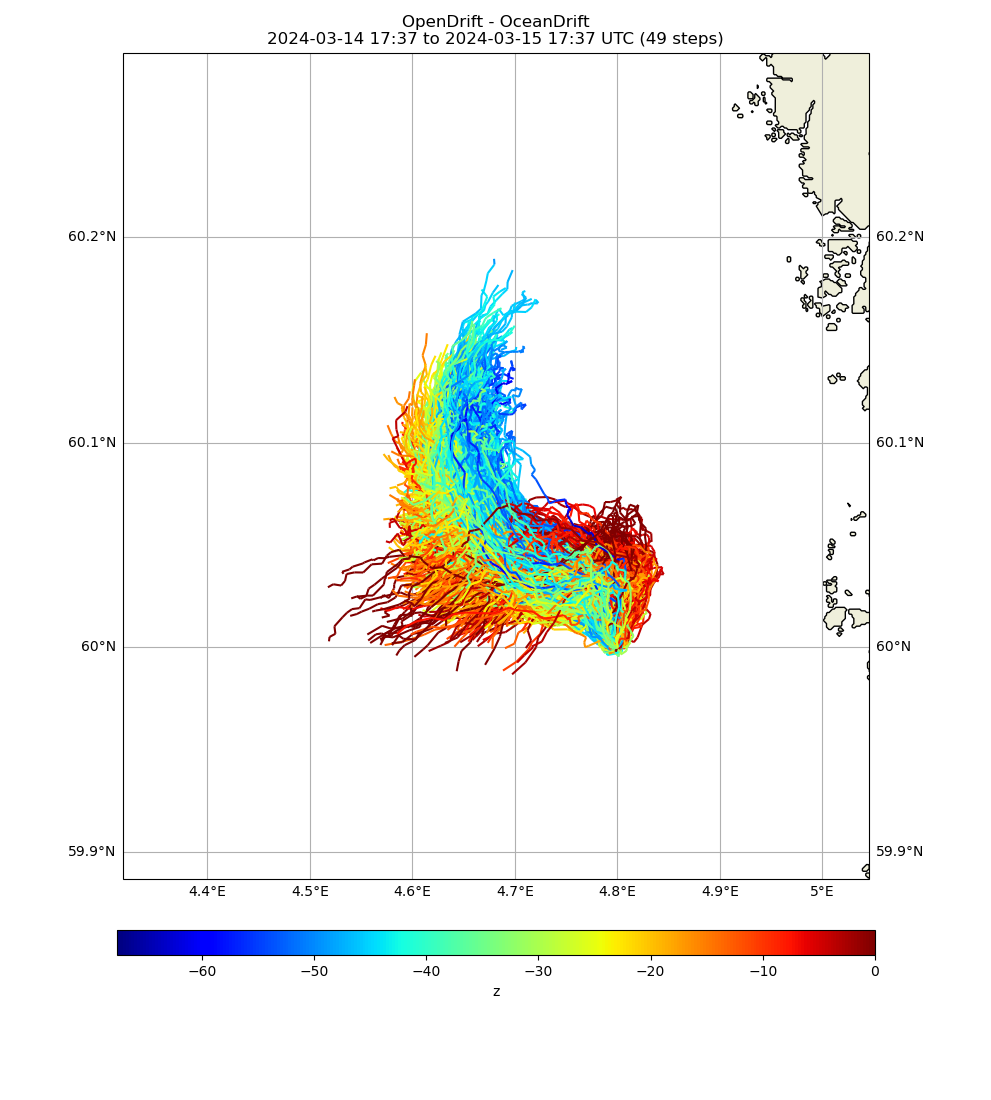 OpenDrift - OceanDrift
2024-03-14 17:37 to 2024-03-15 17:37 UTC (49 steps)
60.2°N 60.2°N
60.1°N 60.1°N
60°N 60°N
59.9°N 59.9°N
4.4°E 4.5°E 4.6°E 4.7°E 4.8°E 4.9°E 5°E
−60 −50 −40 −30 −20 −10 0
z